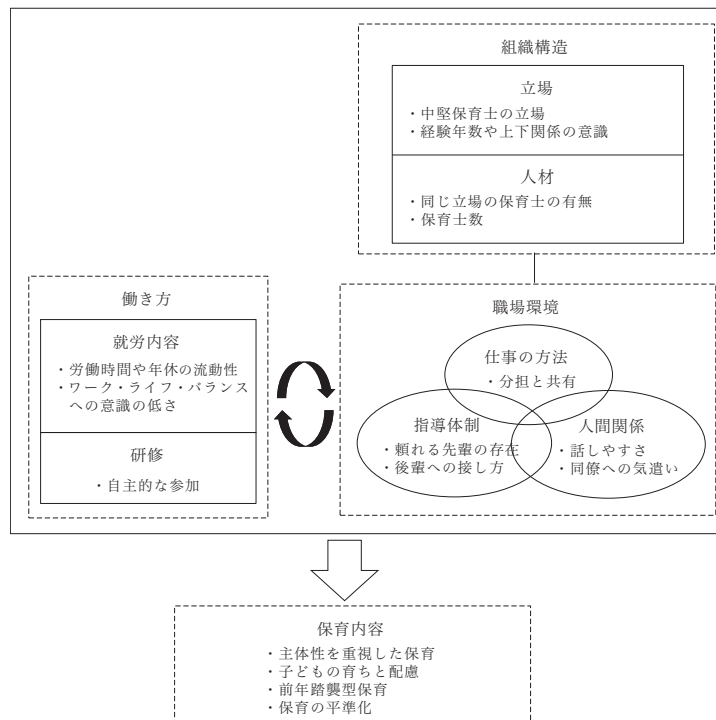 組織構造
立場
・中堅保育士の立場
・経験年数や上下関係の意識
人材
・同じ立場の保育士の有無
・保育士数
働き方
就労内容
・労働時間や年休の流動性
・ワーク・ライフ・バランス
への意識の低さ
研修
・自主的な参加
職場環境
仕事の方法
・分担と共有
指導体制
・頼れる先輩の存在
・後輩への接し方
人間関係
・話しやすさ
・同僚への気遣い
保育内容
・主体性を重視した保育
・子どもの育ちと配慮
・前年踏襲型保育
・保育の平準化